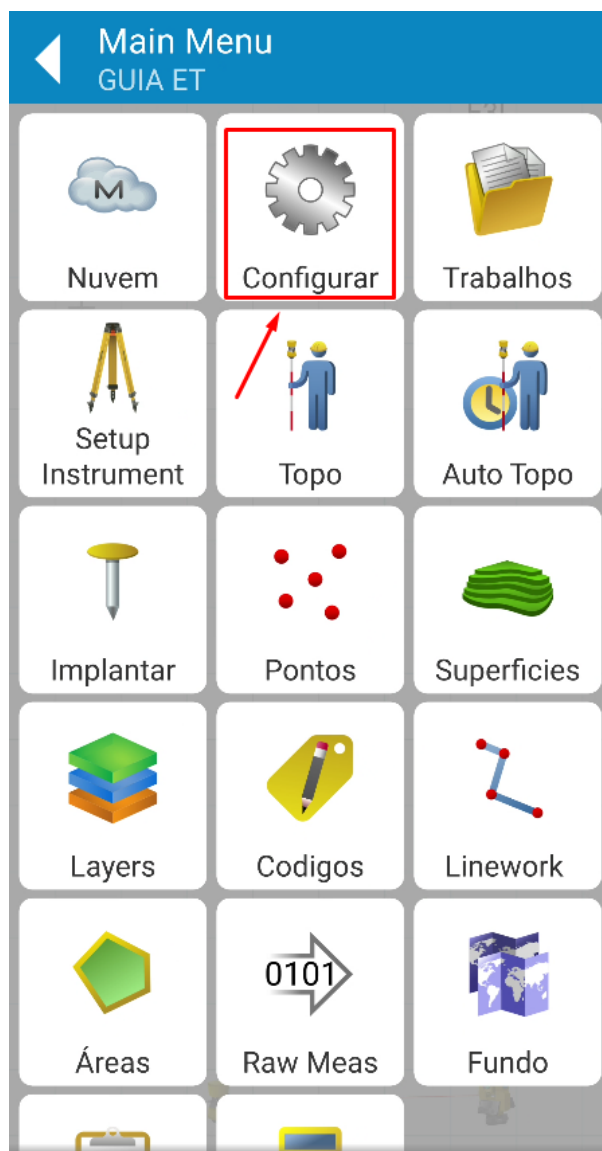 Main Menu
GUIA ET
M
Nuvem
Configurar
Trabalhos
Setup
Instrument
Topo
Auto Topo
Implantar
Pontos
Superficies
Layers
Codigos
Linework
0101
Áreas
Raw Meas
Fundo